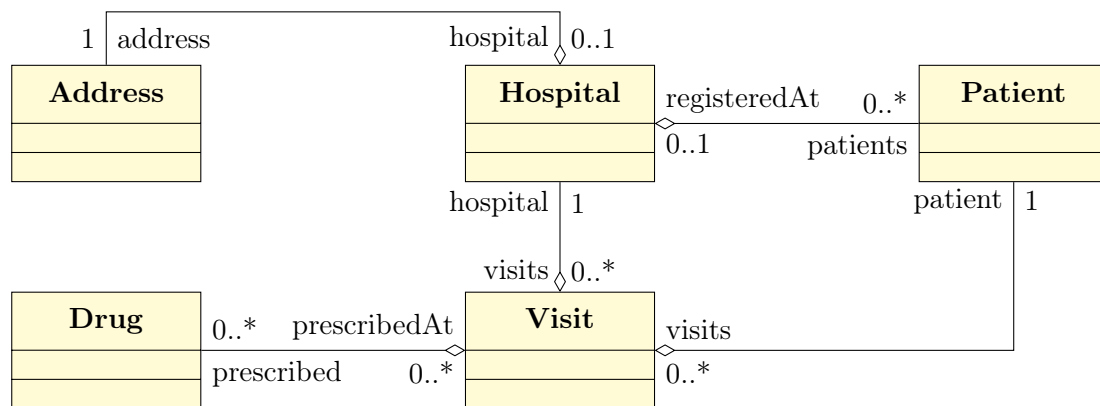 1 address hospital 0..1
Address Hospital Patient
registeredAt 0..*
0..1 patients
hospital 1 patient 1
visits 0..*
Drug Visit
0..* prescribedAt visits
prescribed 0..* 0..*